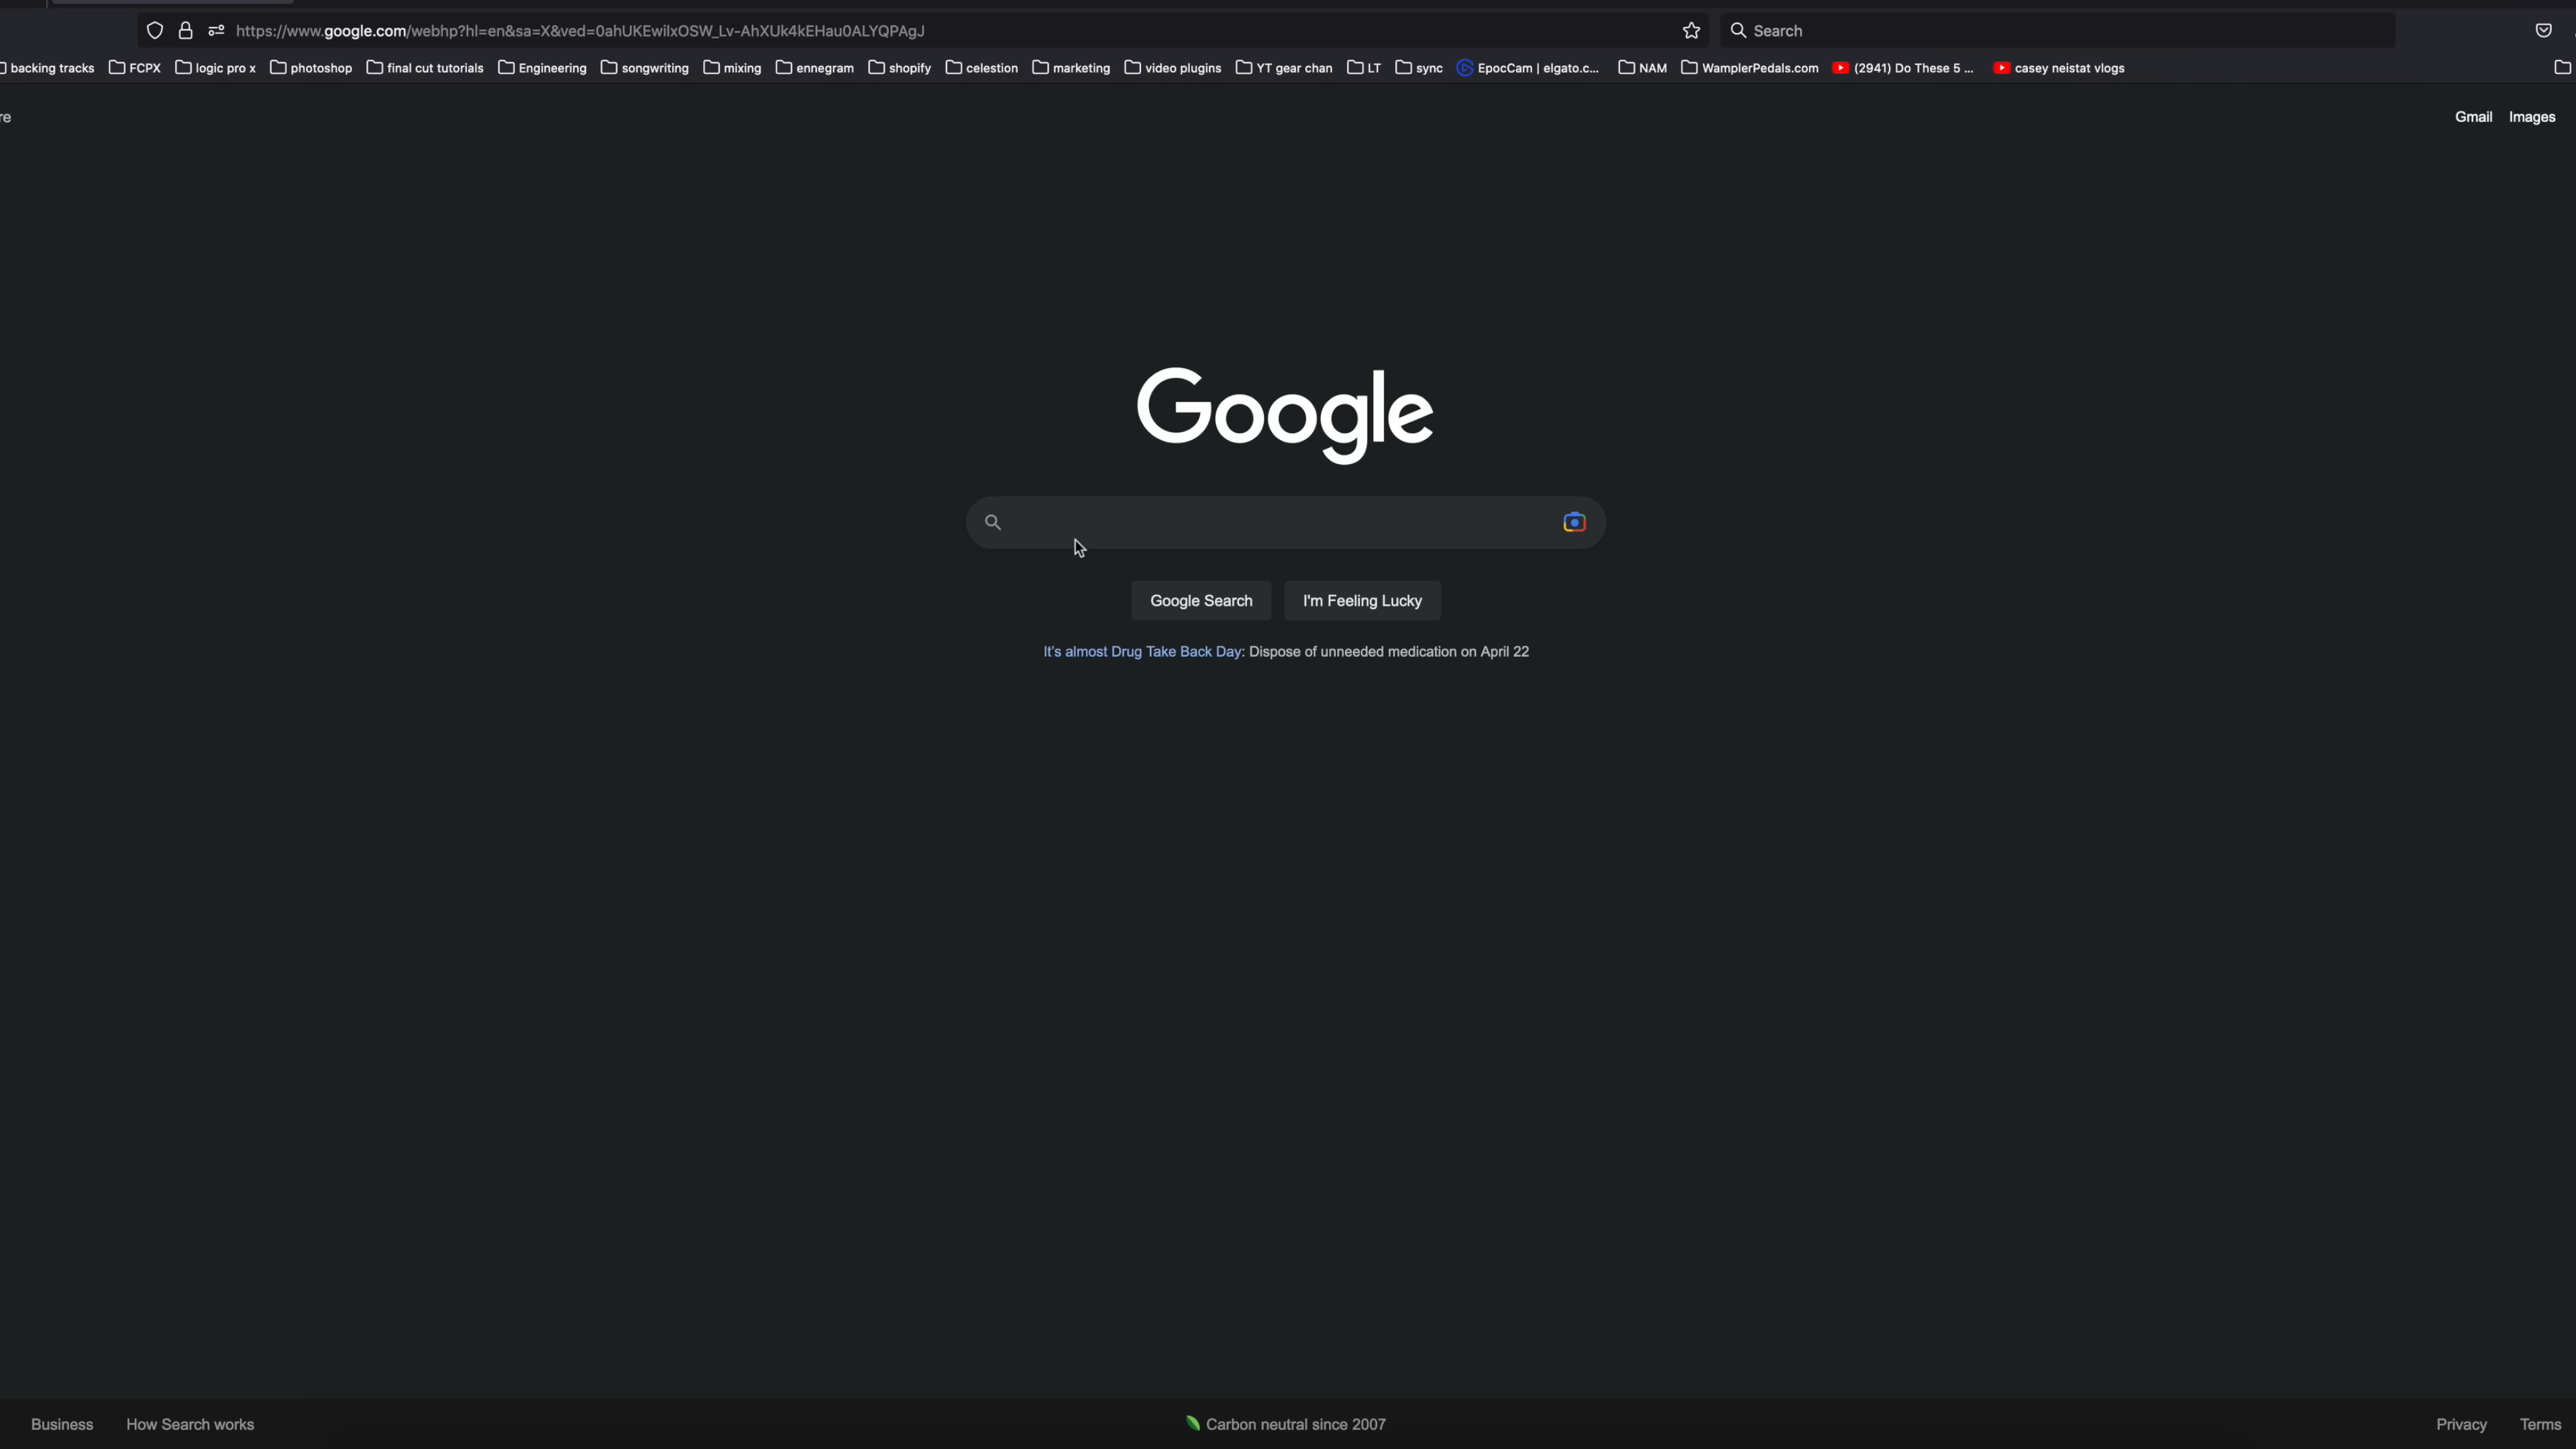 https://www.google.com/webhp?hl=en&sa=X&ved=0ahUKEwilxOSW_Lv-AhXUk4kEHau0ALYQPAgJ
Search
backing tracks FCPX logic pro x photoshop final cut tutorials Engineering songwriting mixing ennegram shopify celestion marketing video plugins YT gear chan LT sync EpocCam | elgato.c... NAM WamplerPedals.com (2941) Do These 5 ... casey neistat vlogs
re
Gmail Images
Google
Google Search I'm Feeling Lucky
It's almost Drug Take Back Day: Dispose of unneeded medication on April 22
Business How Search works Carbon neutral since 2007 Privacy Terms